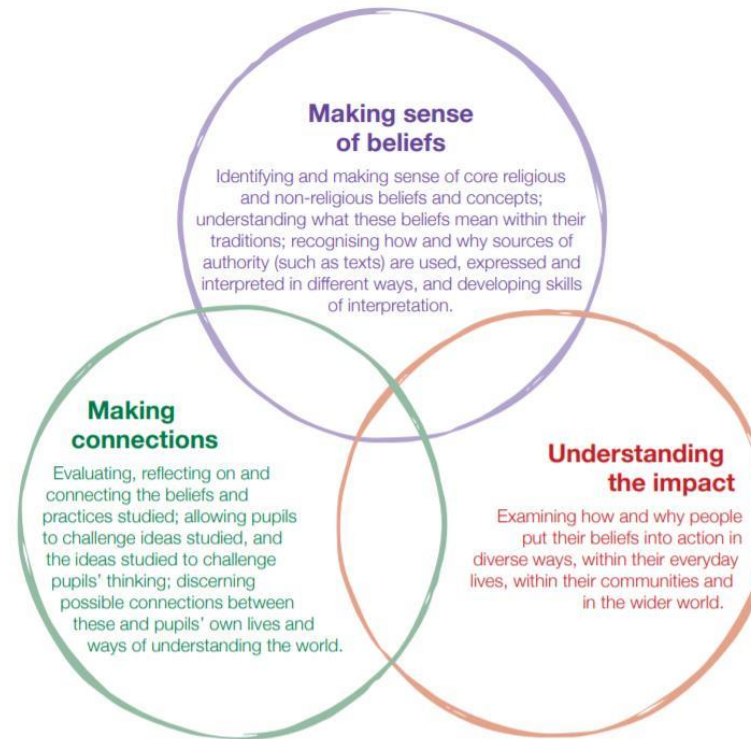 Making sense
of beliefs
Identifying and making sense of core religious
and non-religious beliefs and concepts;
understanding what these beliefs mean within their
traditions; recognising how and why sources of
authority (such as texts) are used, expressed and
interpreted in different ways, and developing skills
of interpretation.
Making
connections
Evaluating, reflecting on and
connecting the beliefs and
practices studied; allowing pupils
to challenge ideas studied, and
the ideas studied to challenge
pupils’ thinking; discerning
possible connections between
these and pupils’ own lives and
ways of understanding the world.
Understanding
the impact
Examining how and why people
put their beliefs into action in
diverse ways, within their everyday
lives, within their communities and
in the wider world.